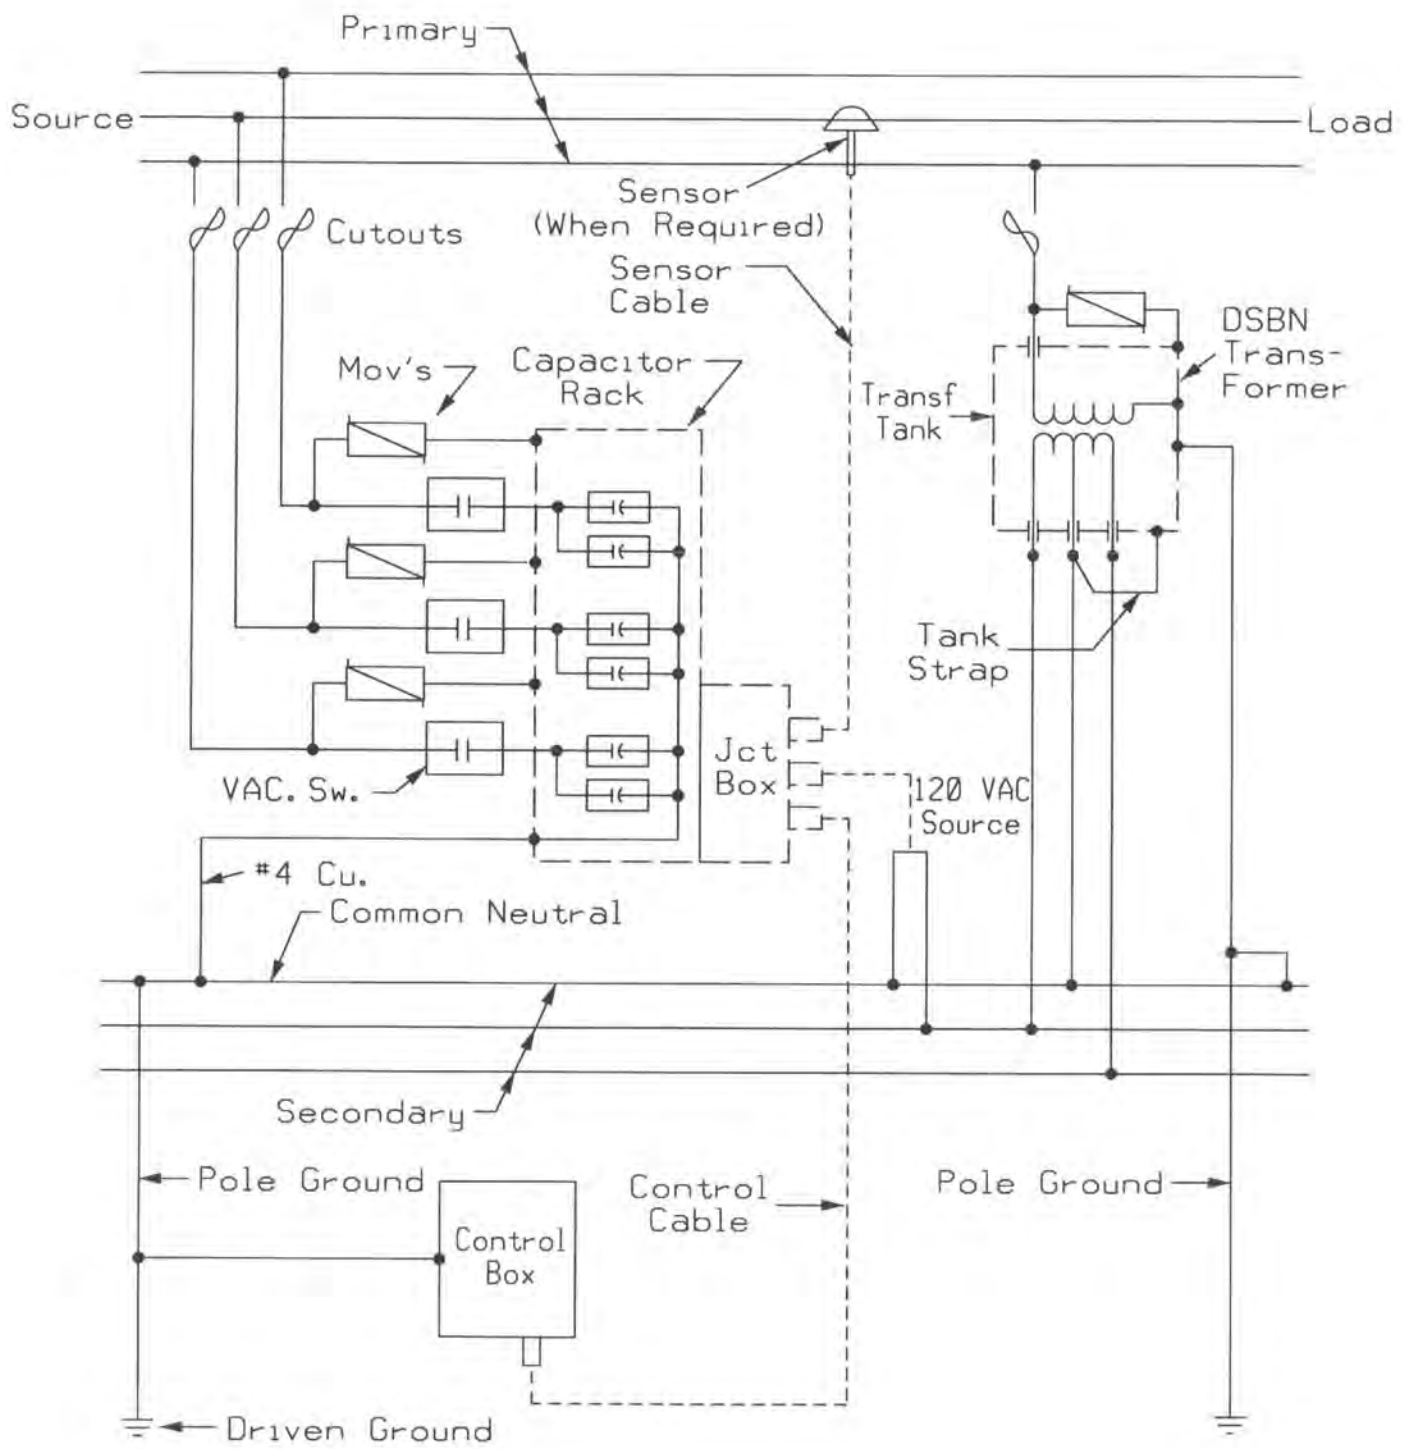 Primary
Source
Load
Sensor
(When Required)
Cutouts
Sensor
Cable
DSBN
Trans-
Former
Mov's
Capacitor
Rack
Transf
Tank
Tank
Strap
Jct
Box
VAC. Sw.
120 VAC
Source
#4 Cu.
Common Neutral
Secondary
Pole Ground
Control
Cable
Pole Ground
Control
Box
Driven Ground